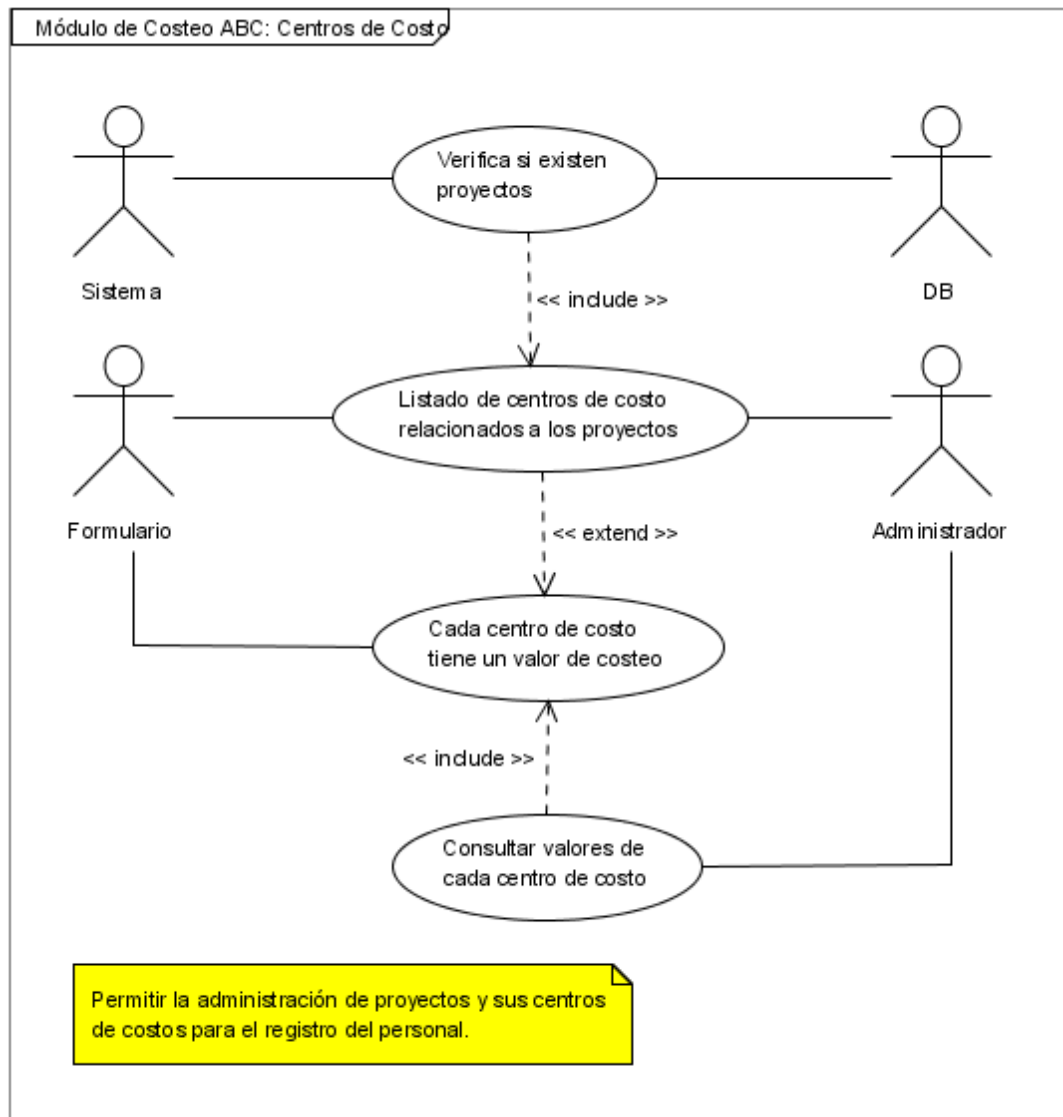 Módulo de Costeo ABC: Centros de Costo
Verifica si existen
proyectos
Sistema
DB
<< include >>
Listado de centros de costo
relacionados a los proyectos
Formulario
Administrador
<< extend >>
Cada centro de costo
tiene un valor de costeo
<< include >>
Consultar valores de
cada centro de costo
Permitir la administración de proyectos y sus centros
de costos para el registro del personal.